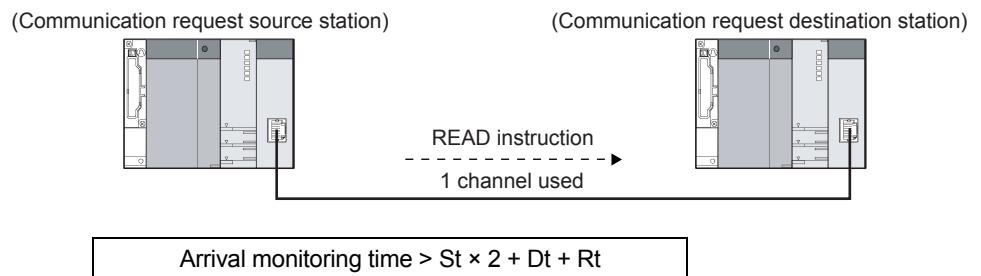 (Communication request source station)
(Communication request destination station)
READ instruction
1 channel used
Arrival monitoring time > St × 2 + Dt + Rt